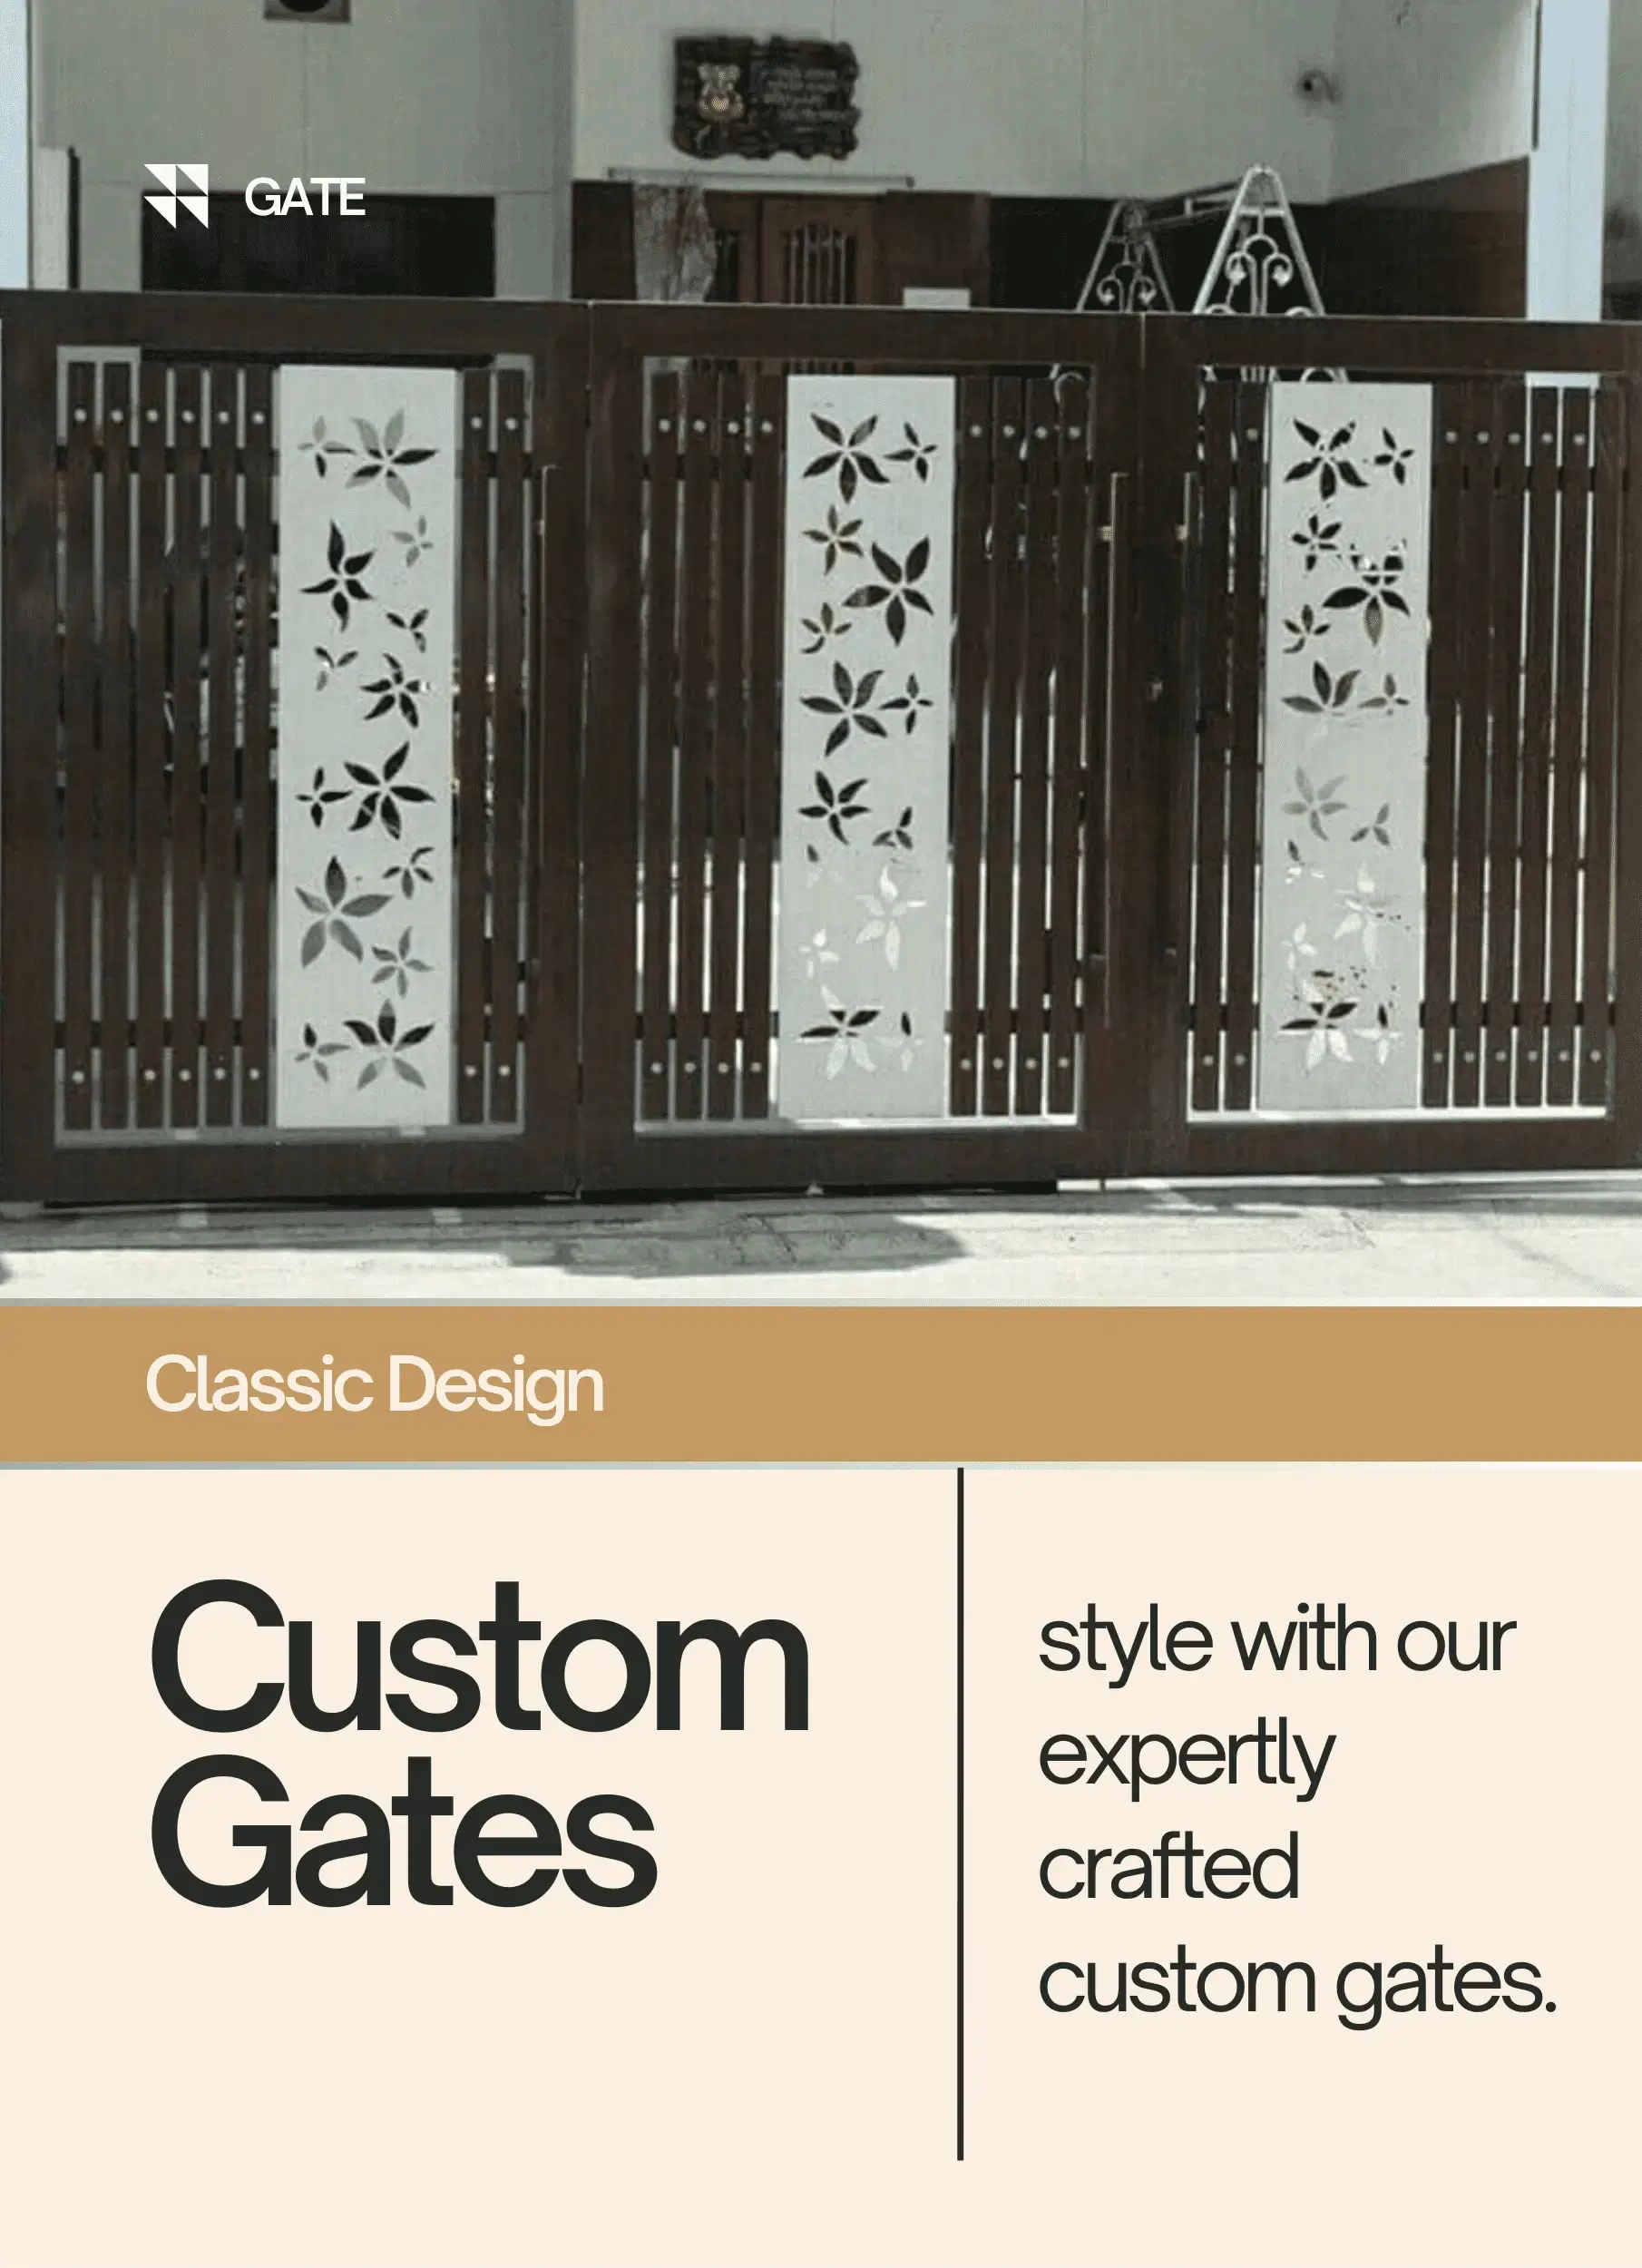 GATE
Classic Design
Custom
Gates
style with our
expertly
crafted
custom gates.